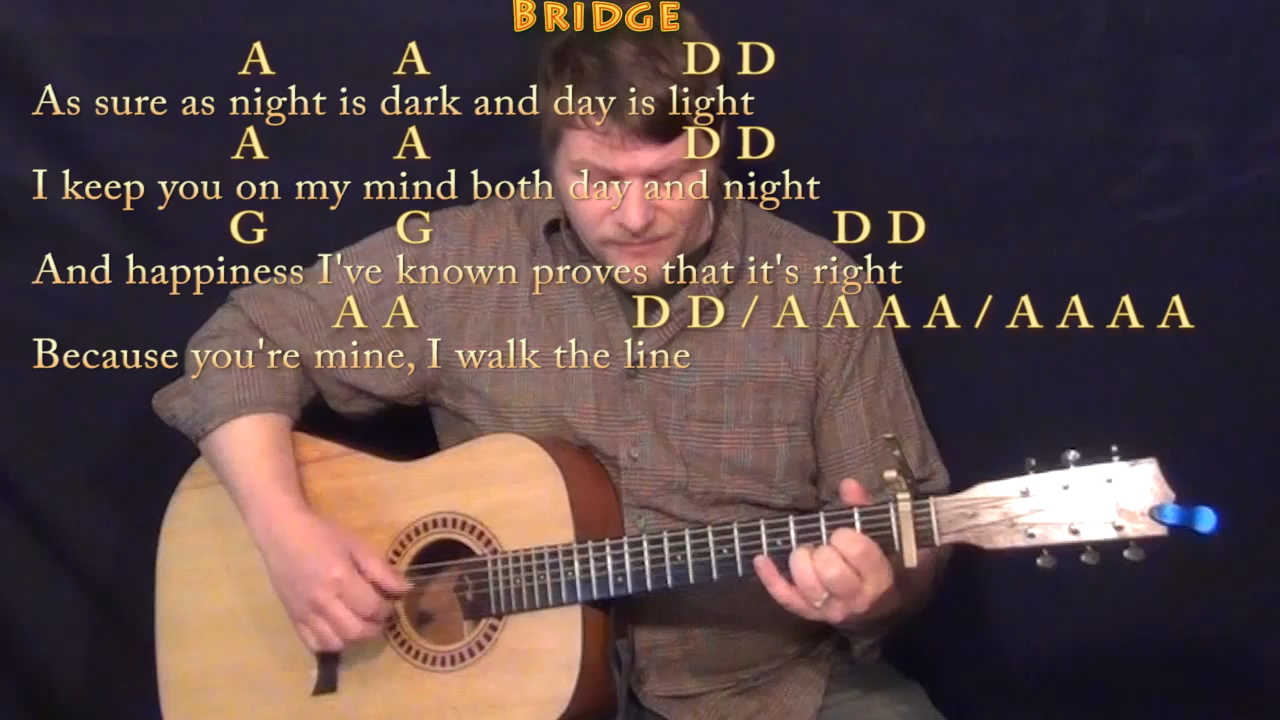 BRIDGE
A A D D
As sure as night is dark and day is light
A A D D
I keep you on my mind both day and night
G G D D
And happiness I've known proves that it's right
A A D D / A A A A / A A A A
Because you're mine, I walk the line